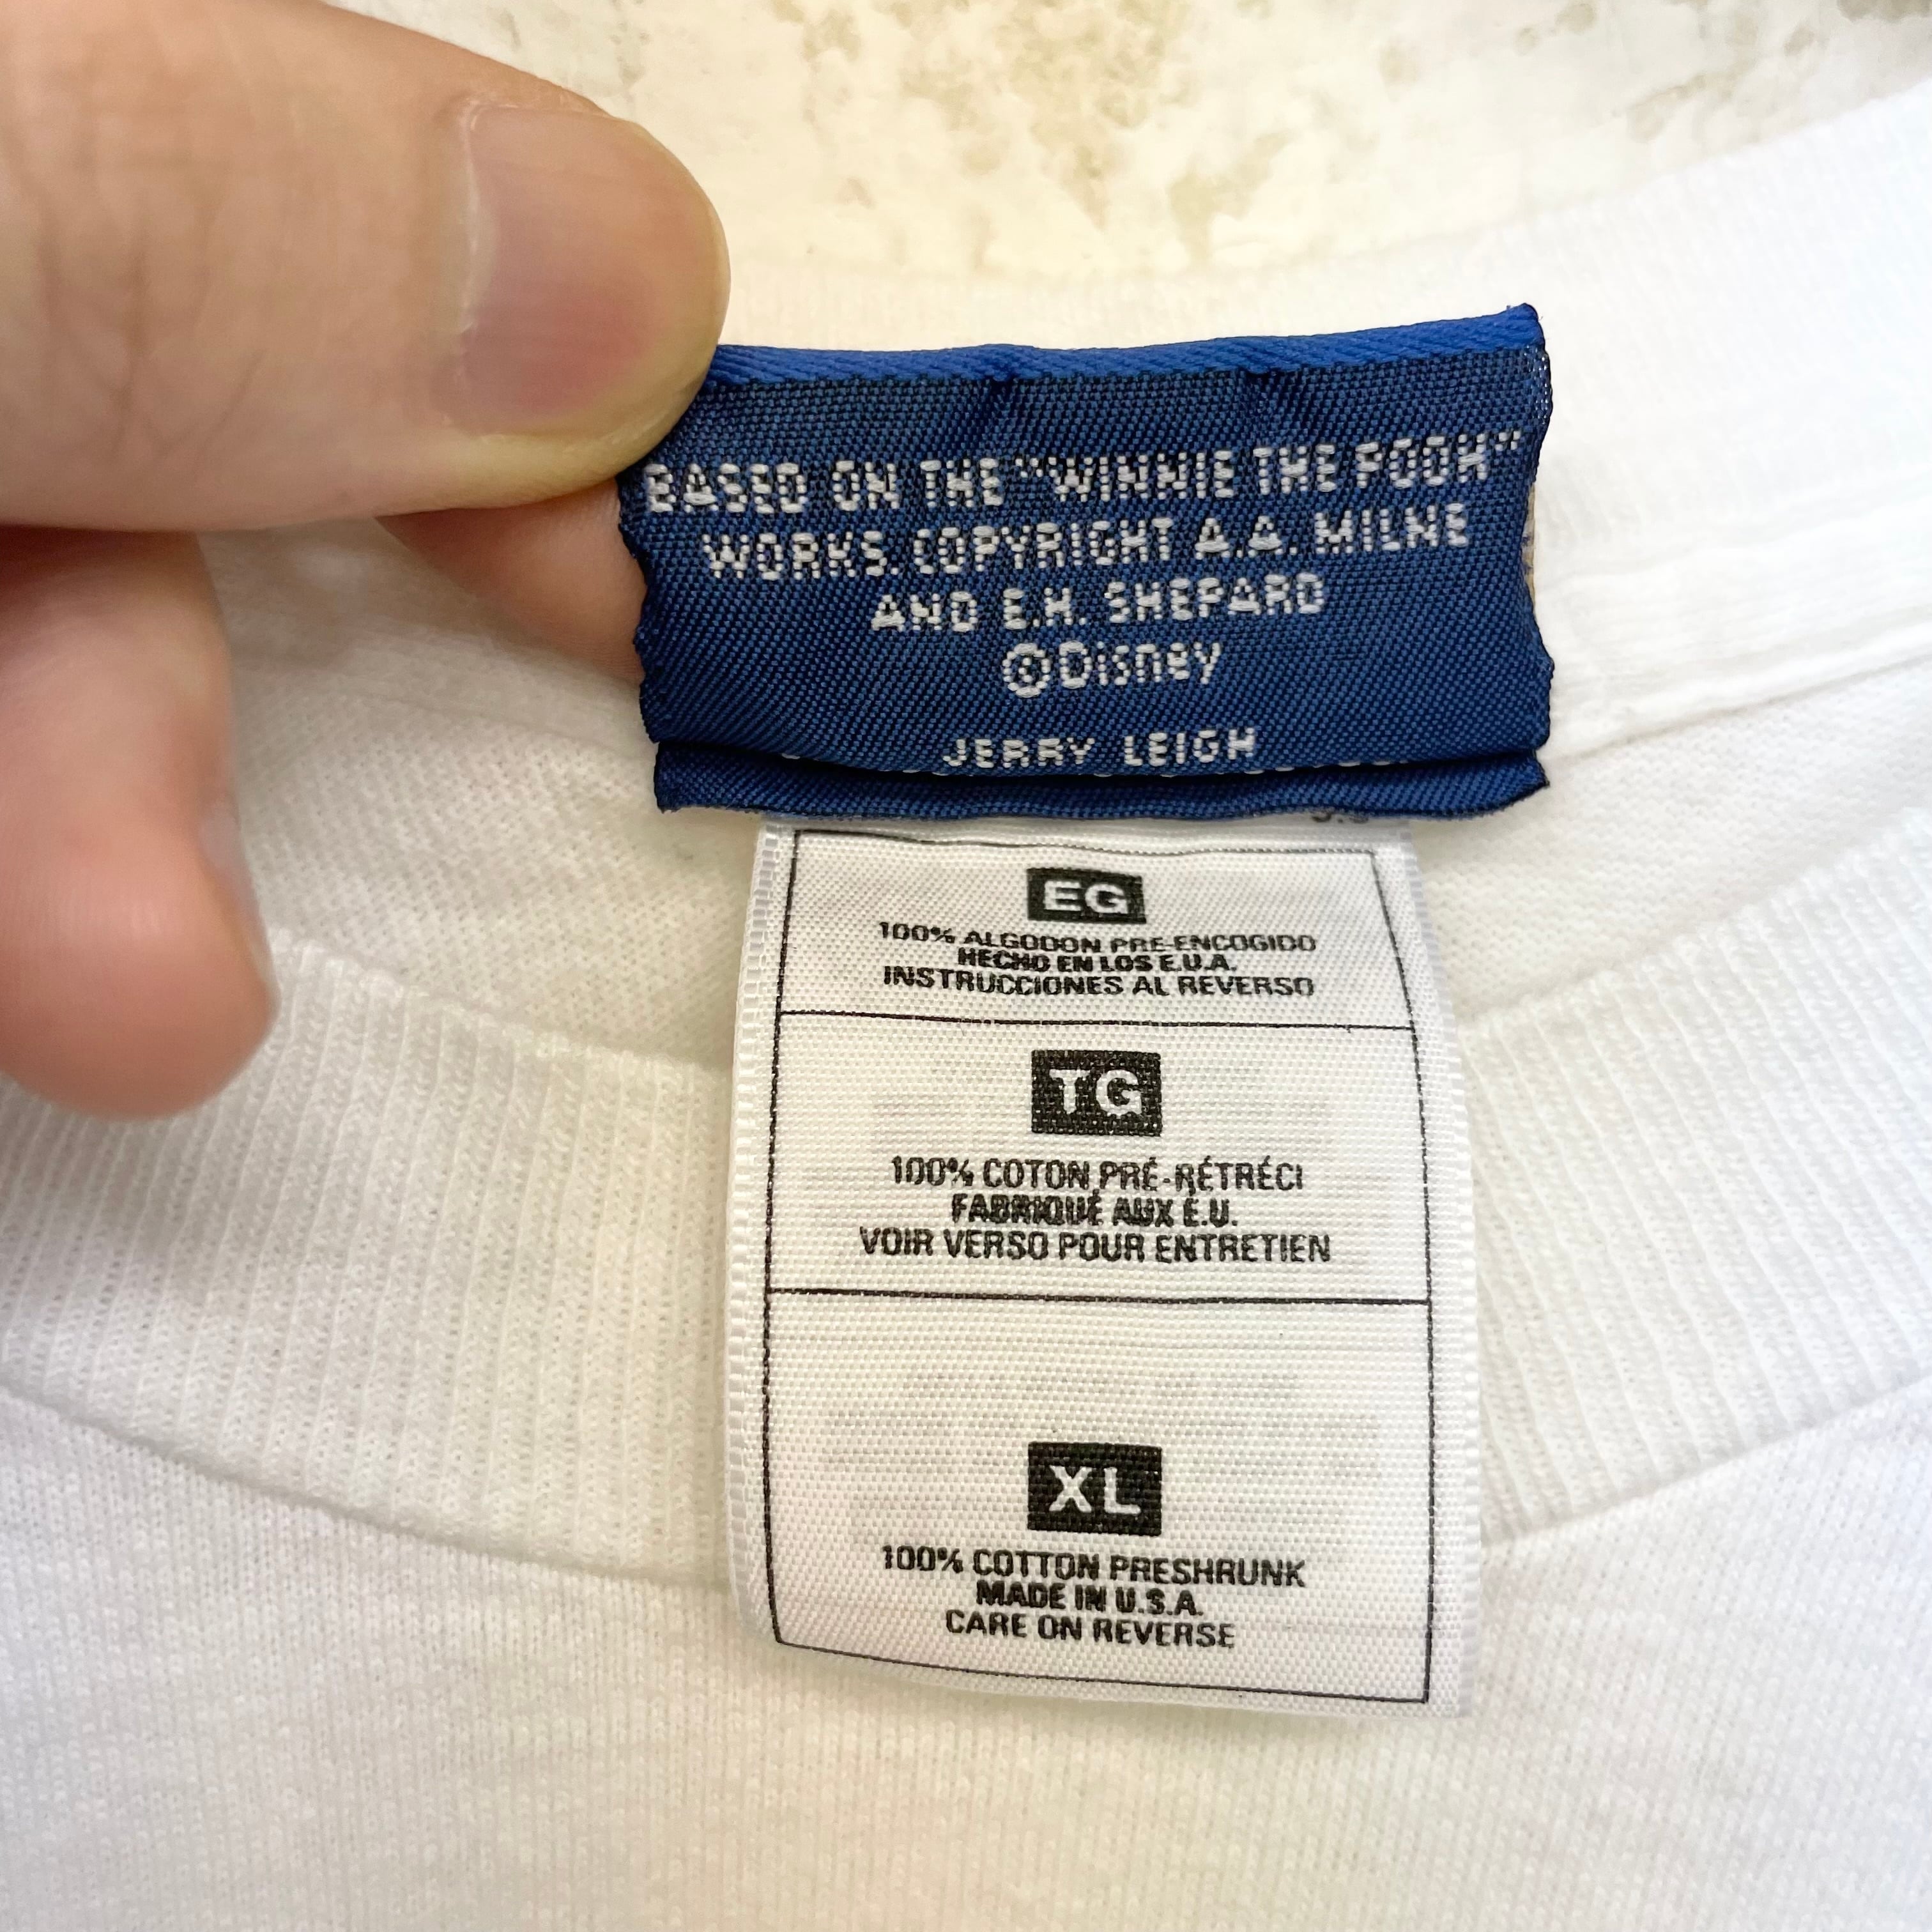 BASED ON THE "WINNIE THE POOH"
WORKS, COPYRIGHT A.A. MILNE
AND E.H. SHEPARD
©Disney
JERRY LEIGH
EG
100% ALGODON PRE-ENCOGIDO
HECHO EN LOS E.U.A.
INSTRUCCIONES AL REVERSO
TG
100% COTON PRÉ-RÉTRÉCI
FABRIQUÉ AUX É.U.
VOIR VERSO POUR ENTRETIEN
XL
100% COTTON PRESHRUNK
MADE IN U.S.A.
CARE ON REVERSE